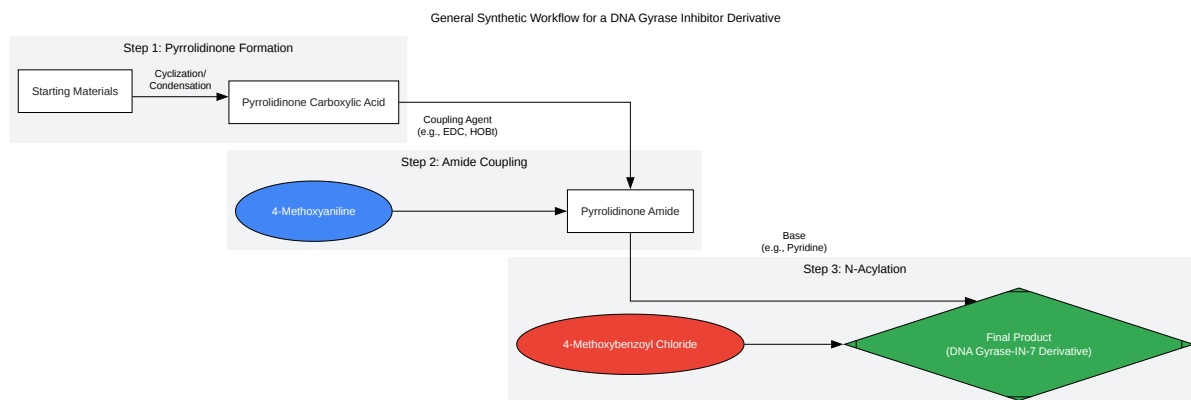 General Synthetic Workflow for a DNA Gyrase Inhibitor Derivative
Step 1: Pyrrolidinone Formation
Starting Materials
Cyclization/
Condensation
Pyrrolidinone Carboxylic Acid
Coupling Agent
(e.g., EDC, HOBt)
Step 2: Amide Coupling
4-Methoxyaniline
Pyrrolidinone Amide
Base
(e.g., Pyridine)
Step 3: N-Acylation
4-Methoxybenzoyl Chloride
Final Product
(DNA Gyrase-IN-7 Derivative)